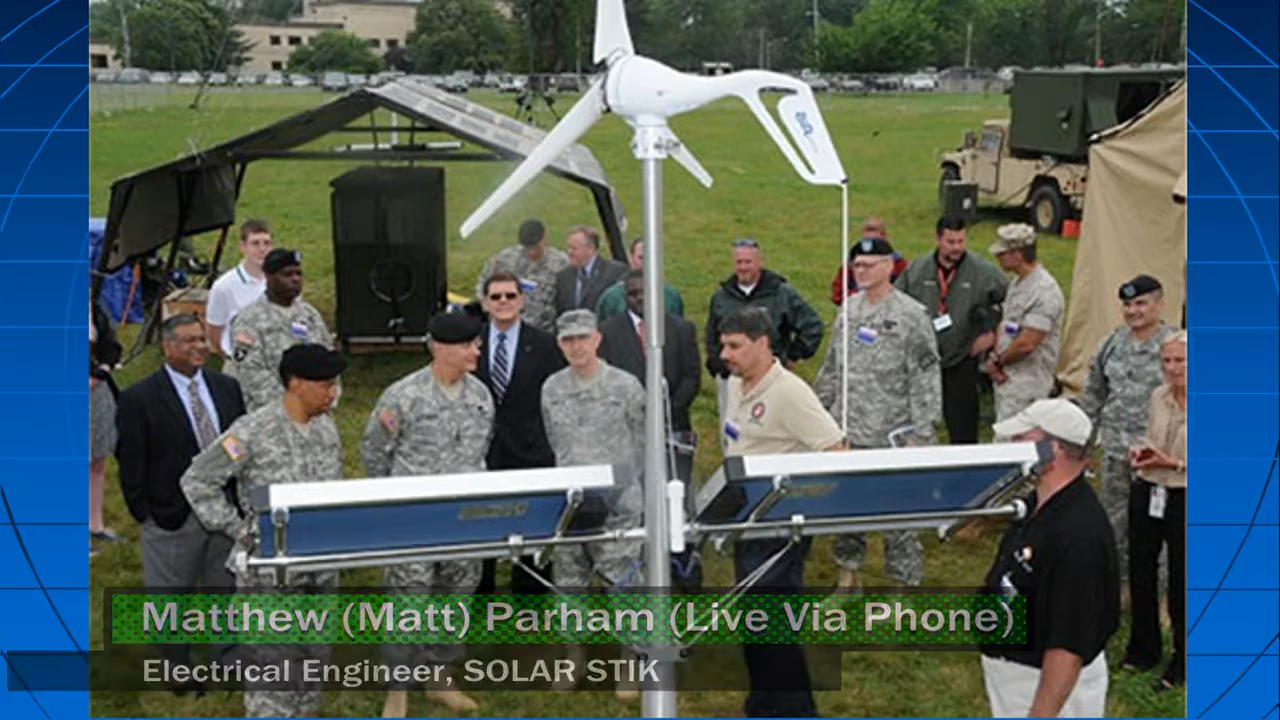 Matthew (Matt) Parham (Live Via Phone)
Electrical Engineer, SOLAR STIK